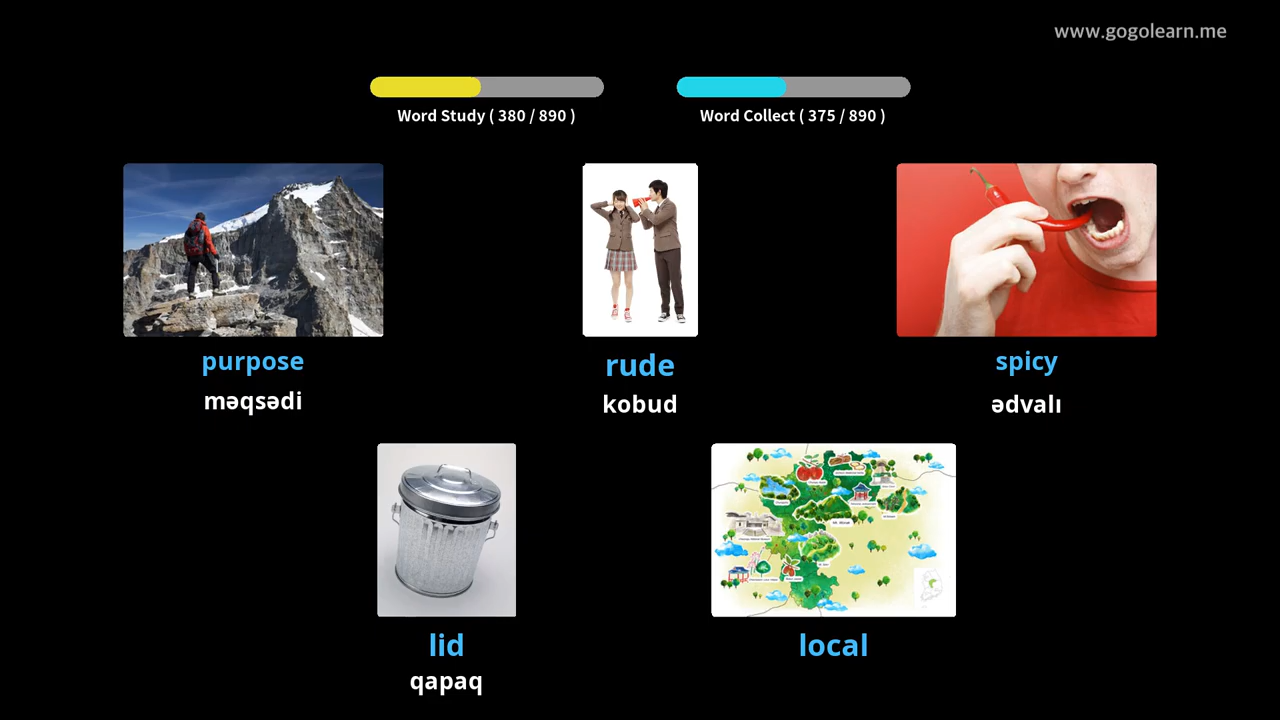 www.gogolearn.me
Word Study ( 380 / 890 )
Word Collect ( 375 / 890 )
purpose
məqsədi
rude
kobud
spicy
ədvalı
lid
qapaq
local